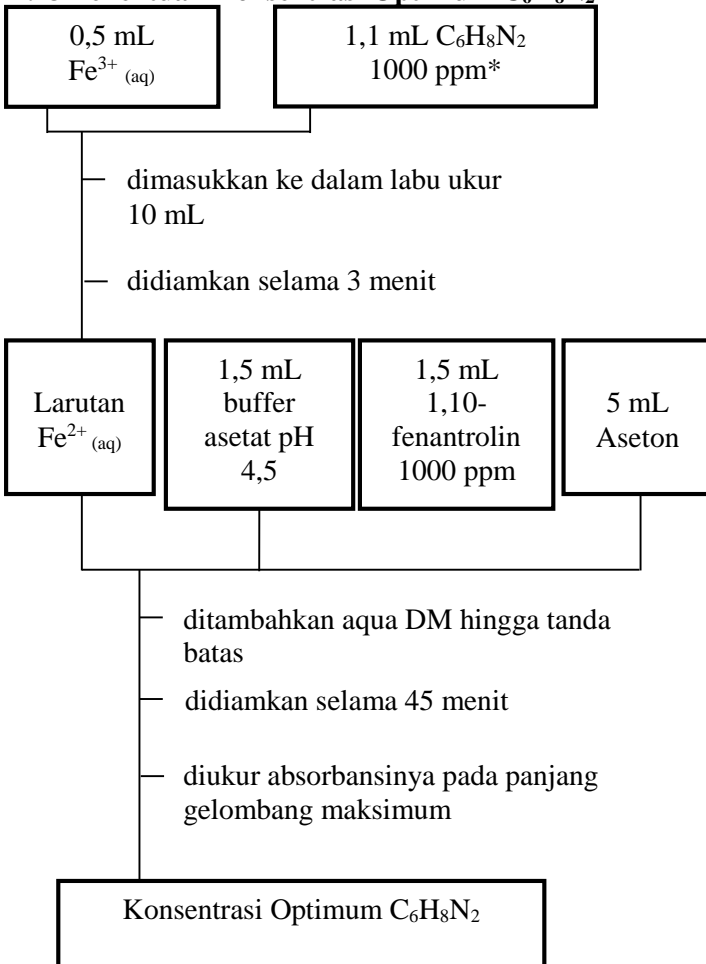 0,5 mL
Fe³⁺ (aq)
1,1 mL C₆H₈N₂
1000 ppm*
dimasukkan ke dalam labu ukur
10 mL
didiamkan selama 3 menit
Larutan
Fe²⁺ (aq)
1,5 mL
buffer
asetat pH
4,5
1,5 mL
1,10-
fenantrolin
1000 ppm
5 mL
Aseton
ditambahkan aqua DM hingga tanda
batas
didiamkan selama 45 menit
diukur absorbansinya pada panjang
gelombang maksimum
Konsentrasi Optimum C₆H₈N₂